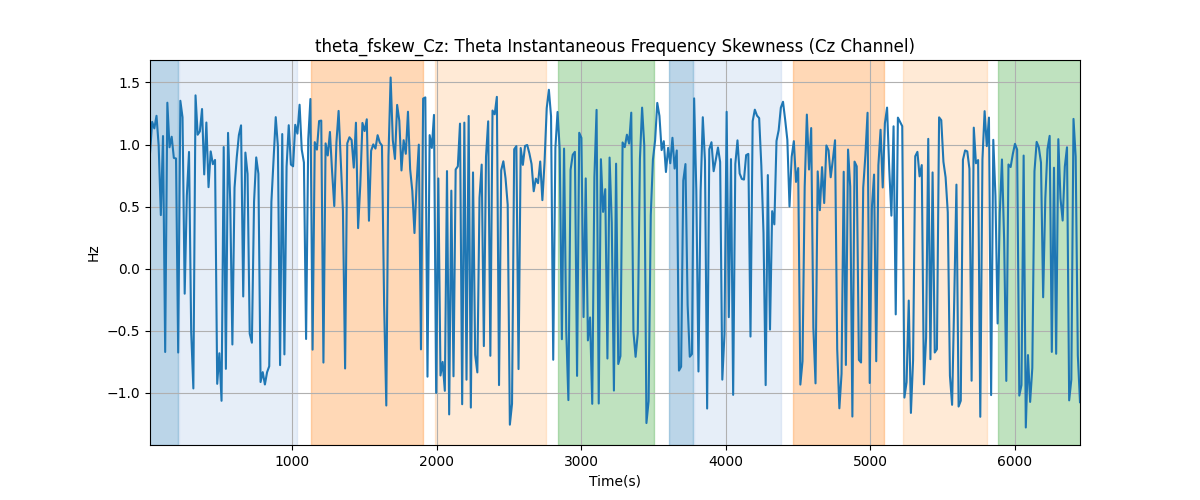 theta_fskew_Cz: Theta Instantaneous Frequency Skewness (Cz Channel)
1.5
1.0
0.5
0.0
−0.5
−1.0
Hz
1000 2000 3000 4000 5000 6000
Time(s)